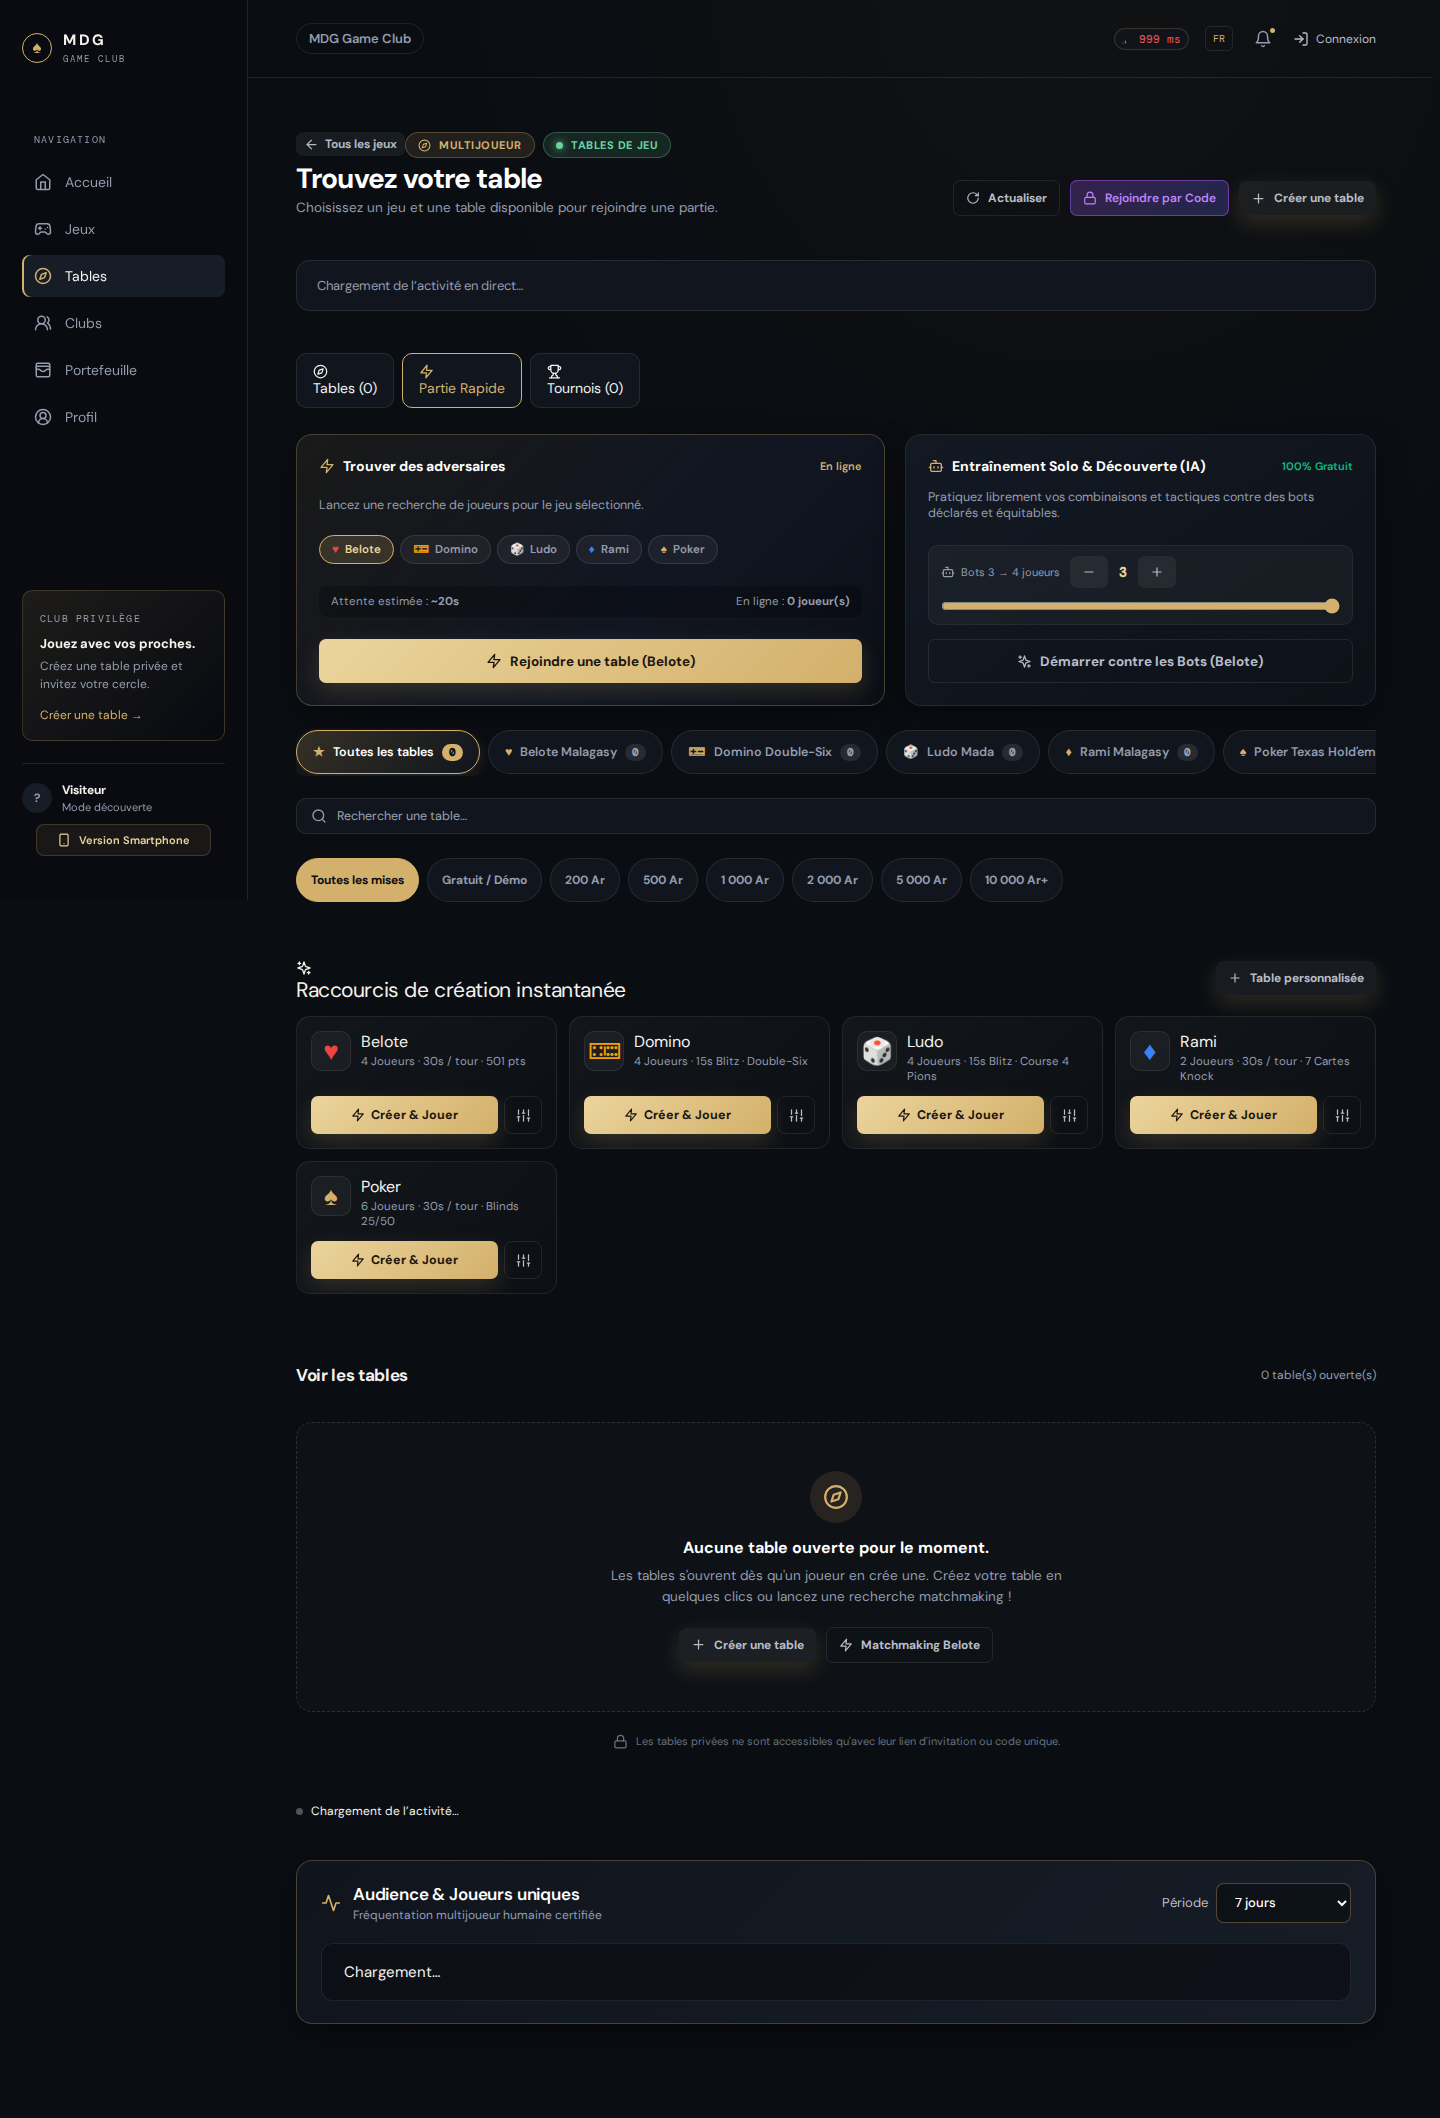 MDG
GAME CLUB
NAVIGATION
Accueil
Jeux
Tables
Clubs
Portefeuille
Profil
CLUB PRIVILÈGE
Jouez avec vos proches.
Créez une table privée et
invitez votre cercle.
Créer une table →
?
Visiteur
Mode découverte
Version Smartphone
MDG Game Club
999 ms
FR
Connexion
← Tous les jeux
MULTIJOUEUR
TABLES DE JEU
Trouvez votre table
Choisissez un jeu et une table disponible pour rejoindre une partie.
Actualiser
Rejoindre par Code
+ Créer une table
Chargement de l’activité en direct…
Tables (0)
Partie Rapide
Tournois (0)
Trouver des adversaires
En ligne
Lancez une recherche de joueurs pour le jeu sélectionné.
♥ Belote
Domino
Ludo
♦ Rami
♠ Poker
Attente estimée : ~20s
En ligne : 0 joueur(s)
Rejoindre une table (Belote)
Entraînement Solo & Découverte (IA)
100% Gratuit
Pratiquez librement vos combinaisons et tactiques contre des bots
déclarés et équitables.
Bots 3 → 4 joueurs
− 3 +
Démarrer contre les Bots (Belote)
★ Toutes les tables 0
♥ Belote Malagasy 0
Domino Double-Six 0
Ludo Mada 0
♦ Rami Malagasy 0
♠ Poker Texas Hold'em
Rechercher une table…
Toutes les mises
Gratuit / Démo
200 Ar
500 Ar
1 000 Ar
2 000 Ar
5 000 Ar
10 000 Ar+
Raccourcis de création instantanée
+ Table personnalisée
Belote
4 Joueurs · 30s / tour · 501 pts
Créer & Jouer
Domino
4 Joueurs · 15s Blitz · Double-Six
Créer & Jouer
Ludo
4 Joueurs · 15s Blitz · Course 4
Pions
Créer & Jouer
Rami
2 Joueurs · 30s / tour · 7 Cartes
Knock
Créer & Jouer
Poker
6 Joueurs · 30s / tour · Blinds
25/50
Créer & Jouer
Voir les tables
0 table(s) ouverte(s)
Aucune table ouverte pour le moment.
Les tables s'ouvrent dès qu'un joueur en crée une. Créez votre table en
quelques clics ou lancez une recherche matchmaking !
+ Créer une table
Matchmaking Belote
Les tables privées ne sont accessibles qu'avec leur lien d'invitation ou code unique.
Chargement de l’activité…
Audience & Joueurs uniques
Fréquentation multijoueur humaine certifiée
Période
7 jours
Chargement…